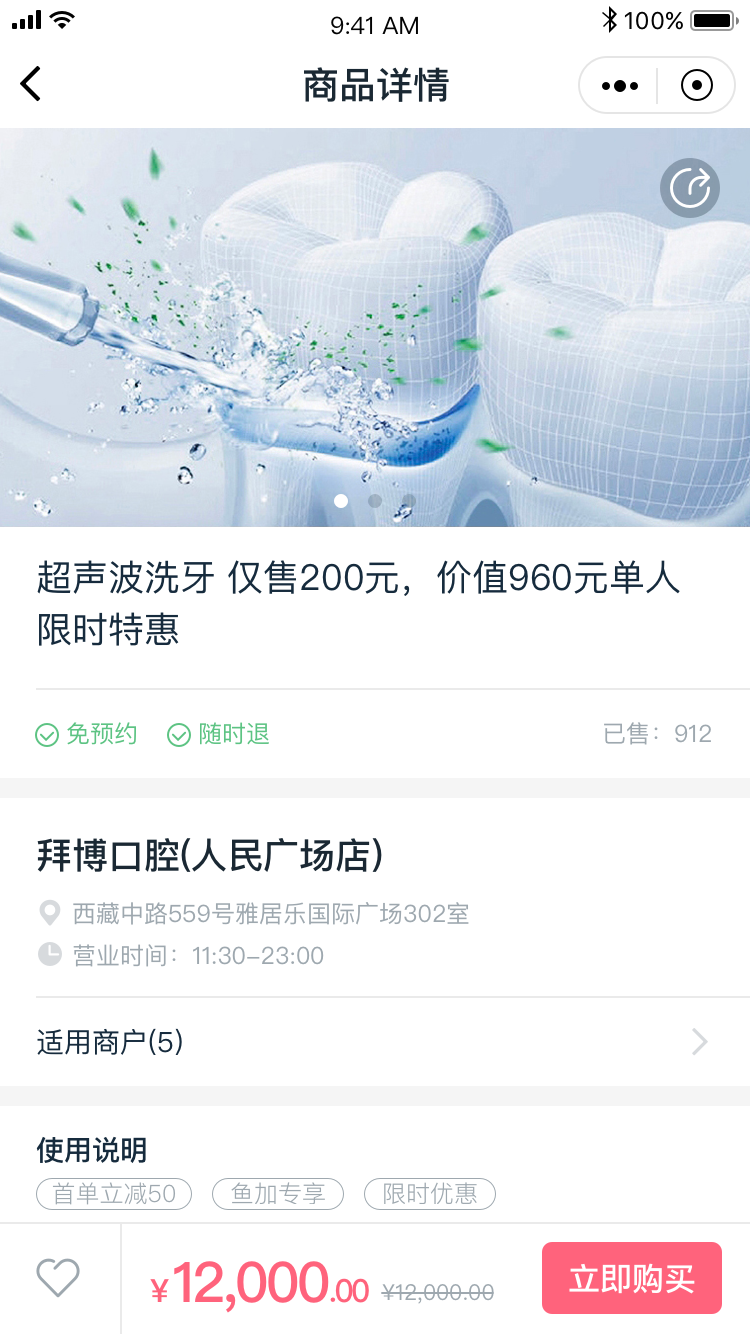 9:41 AM
100%
商品详情
超声波洗牙 仅售200元，价值960元单人
限时特惠
免预约
随时退
已售：912
拜博口腔(人民广场店)
西藏中路559号雅居乐国际广场302室
营业时间：11:30–23:00
适用商户(5)
使用说明
首单立减50
鱼加专享
限时优惠
¥12,000.00
¥12,000.00
立即购买